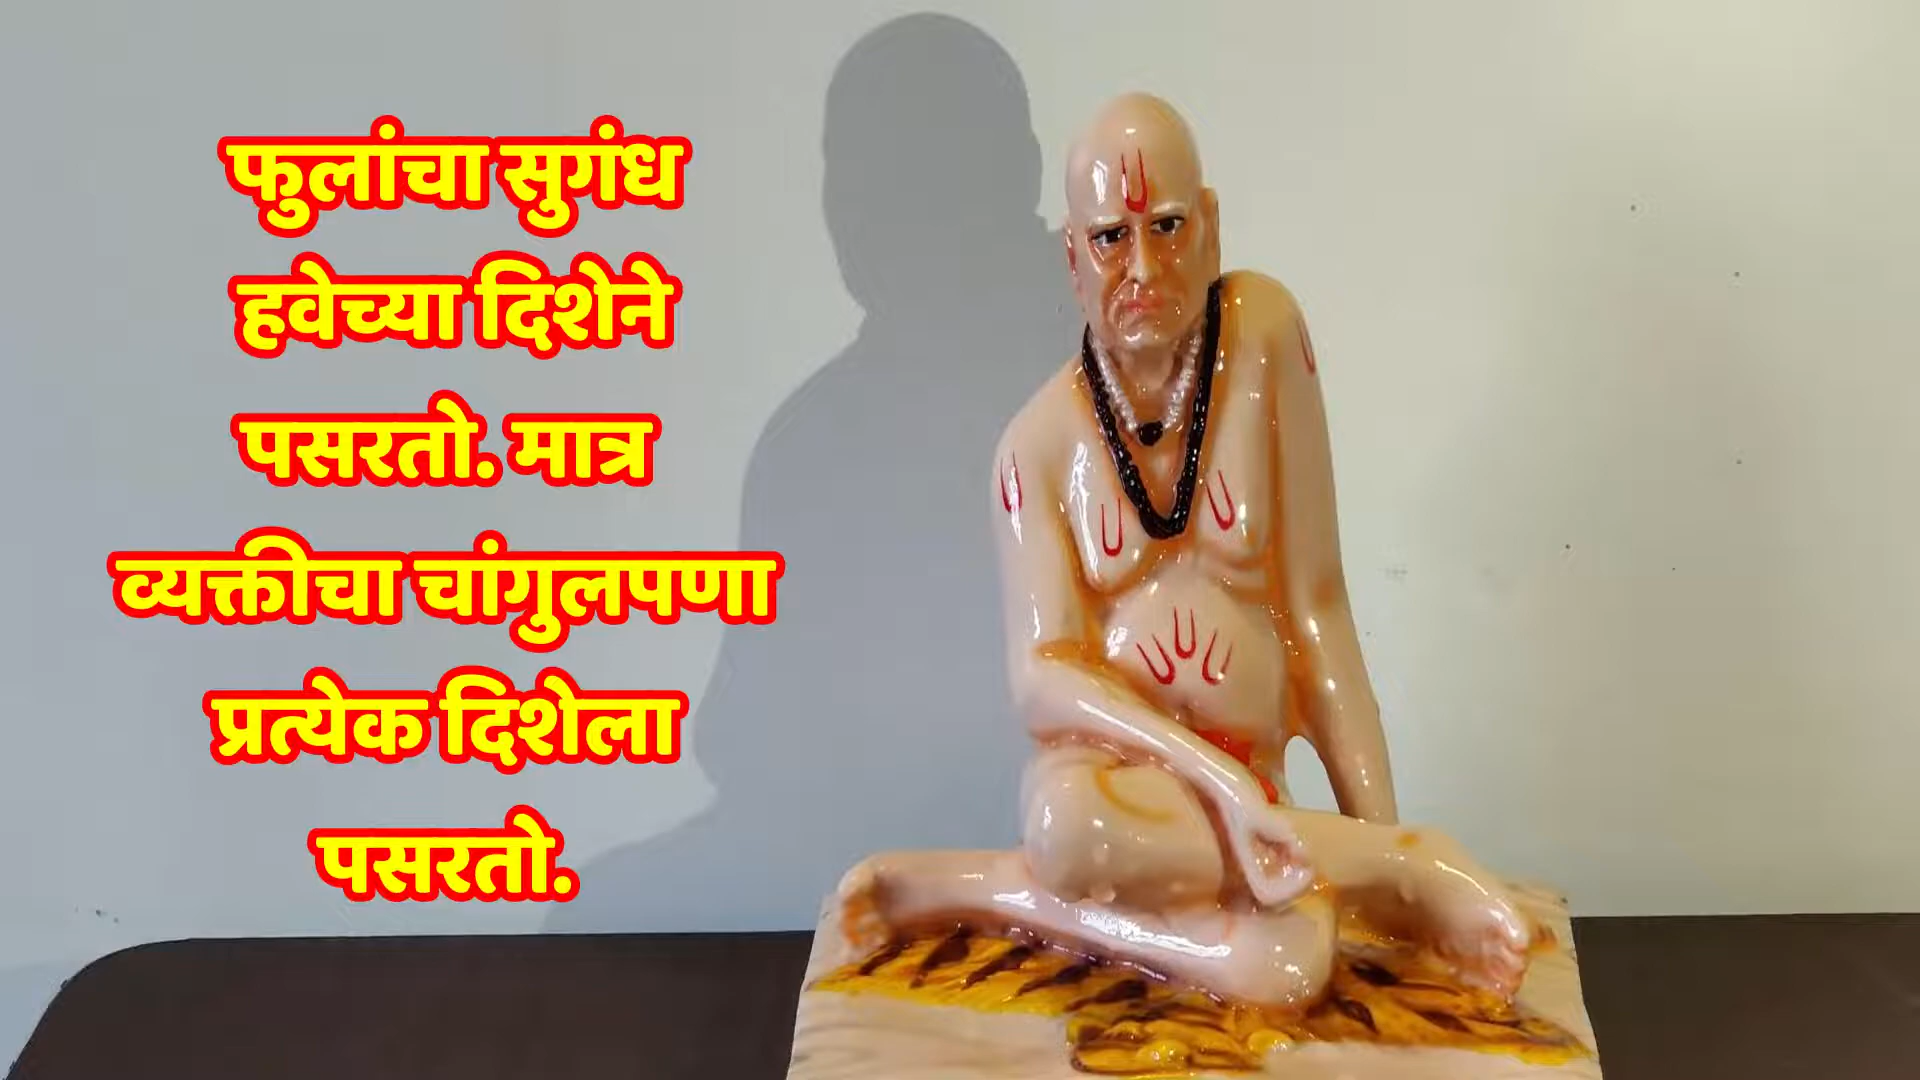 फुलांचा सुगंध
हवेच्या दिशेने
पसरतो. मात्र
व्यक्तीचा चांगुलपणा
प्रत्येक दिशेला
पसरतो.